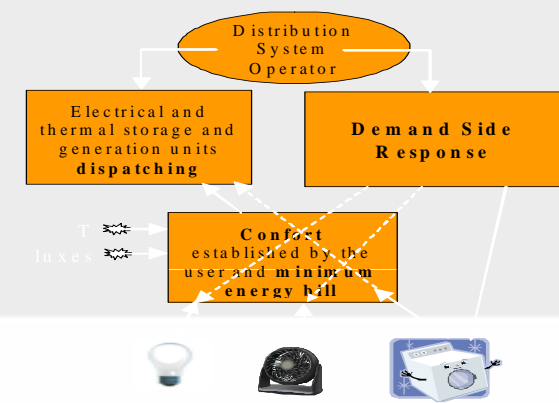 Distribution
System
Operator
Electrical and
thermal storage and
generation units
dispatching
Demand Side
Response
T
luxes
Confort
established by the
user and minimum
energy bill